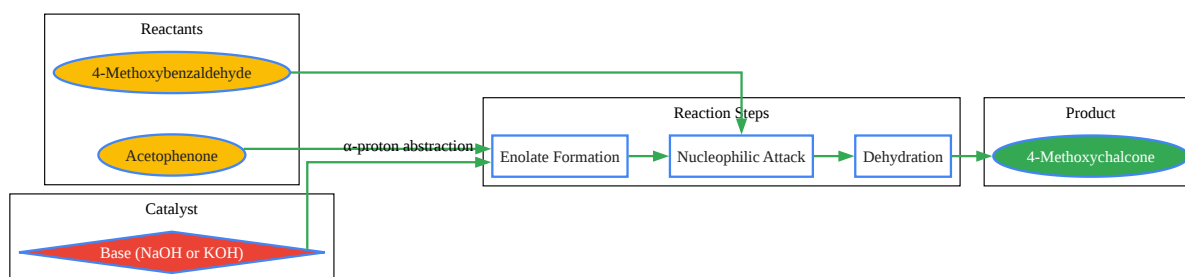 Reactants
4-Methoxybenzaldehyde
Acetophenone
α-proton abstraction
Catalyst
Base (NaOH or KOH)
Reaction Steps
Enolate Formation
Nucleophilic Attack
Dehydration
Product
4-Methoxychalcone